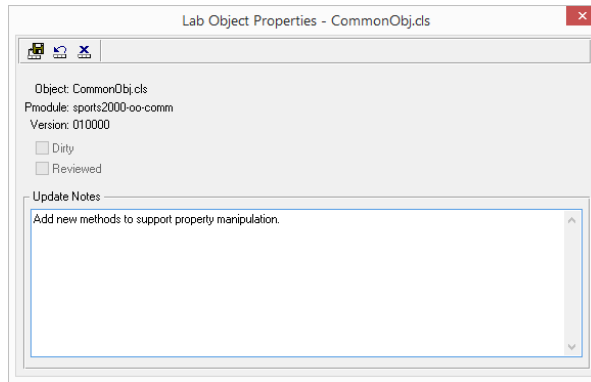 Lab Object Properties - CommonObj.cls
Object: CommonObj.cls
Pmodule: sports2000-oo-comm
Version: 010000
Dirty
Reviewed
Update Notes
Add new methods to support property manipulation.